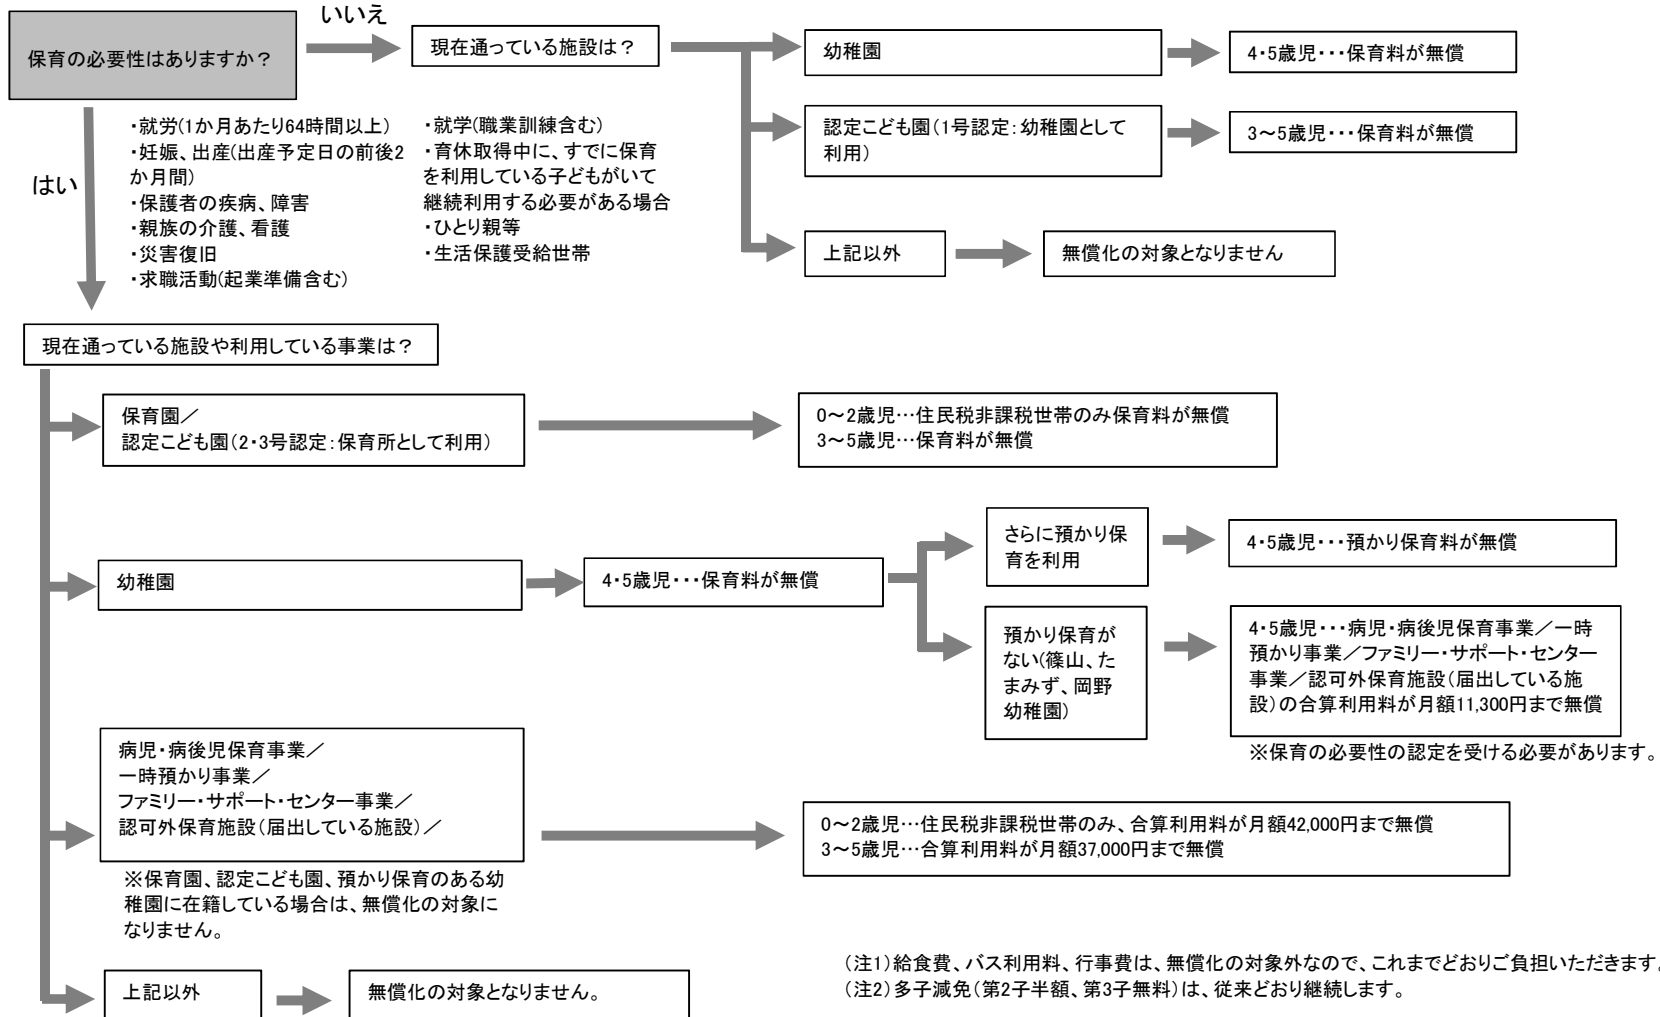 保育の必要性はありますか？
いいえ
現在通っている施設は？
幼稚園
4・5歳児・・・保育料が無償
認定こども園（1号認定：幼稚園として
利用）
3～5歳児・・・保育料が無償
上記以外
無償化の対象となりません
はい
・就労(1か月あたり64時間以上)
・妊娠、出産(出産予定日の前後2
か月間)
・保護者の疾病、障害
・親族の介護、看護
・災害復旧
・求職活動(起業準備含む)
・就学(職業訓練含む)
・育休取得中に、すでに保育
を利用している子どもがいて
継続利用する必要がある場合
・ひとり親等
・生活保護受給世帯
現在通っている施設や利用している事業は？
保育園／
認定こども園（2・3号認定：保育所として利用）
0～2歳児…住民税非課税世帯のみ保育料が無償
3～5歳児…保育料が無償
幼稚園
4・5歳児・・・保育料が無償
さらに預かり保
育を利用
4・5歳児・・・預かり保育料が無償
預かり保育が
ない(篠山、た
まみず、岡野
幼稚園)
4・5歳児・・・病児・病後児保育事業／一時
預かり事業／ファミリー・サポート・センター
事業／認可外保育施設（届出している施
設）の合算利用料が月額11,300円まで無償
※保育の必要性の認定を受ける必要があります。
病児・病後児保育事業／
一時預かり事業／
ファミリー・サポート・センター事業／
認可外保育施設（届出している施設）／
0～2歳児…住民税非課税世帯のみ、合算利用料が月額42,000円まで無償
3～5歳児…合算利用料が月額37,000円まで無償
※保育園、認定こども園、預かり保育のある幼
稚園に在籍している場合は、無償化の対象に
なりません。
上記以外
無償化の対象となりません。
（注1）給食費、バス利用料、行事費は、無償化の対象外なので、これまでどおりご負担いただきます。
（注2）多子減免（第2子半額、第3子無料）は、従来どおり継続します。